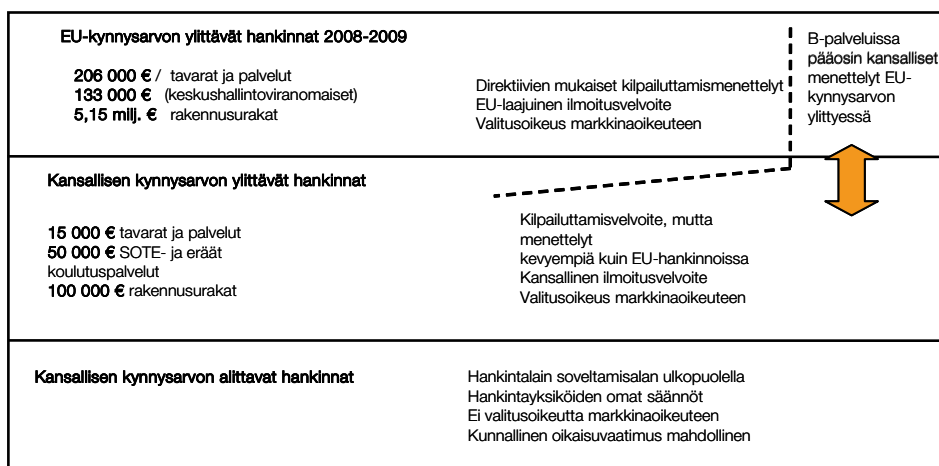 EU-kynnysarvon ylittävät hankinnat 2008-2009
206 000 € / tavarat ja palvelut
133 000 € (keskushallintoviranomaiset)
5,15 milj. € rakennusurakat
Direktiivien mukaiset kilpailuttamismenettelyt
EU-laajuinen ilmoitusvelvoite
Valitusoikeus markkinaoikeuteen
B-palveluissa
pääosin kansalliset
menettelyt EU-
kynnysarvon
ylittyessä
Kansallisen kynnysarvon ylittävät hankinnat
15 000 € tavarat ja palvelut
50 000 € SOTE- ja eräät
koulutuspalvelut
100 000 € rakennusurakat
Kilpailuttamisvelvoite, mutta
menettelyt
kevyempiä kuin EU-hankinnoissa
Kansallinen ilmoitusvelvoite
Valitusoikeus markkinaoikeuteen
Kansallisen kynnysarvon alittavat hankinnat
Hankintalain soveltamisalan ulkopuolella
Hankintayksiköiden omat säännöt
Ei valitusoikeutta markkinaoikeuteen
Kunnallinen oikaisuvaatimus mahdollinen